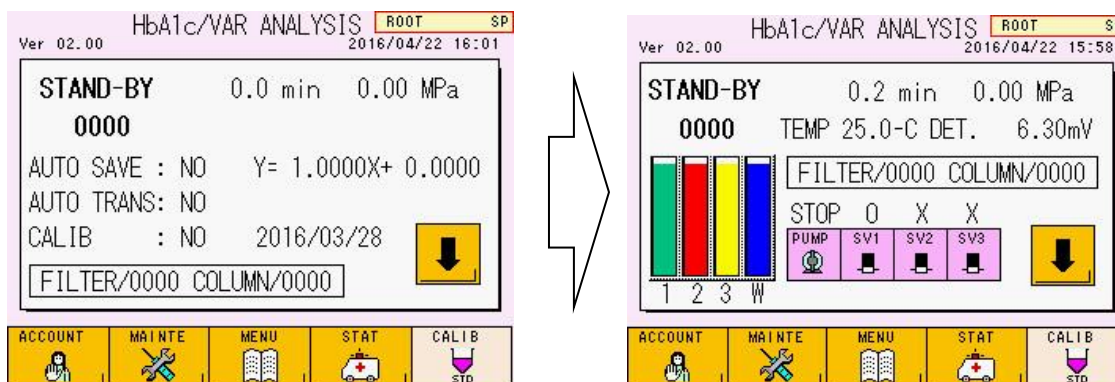 HbA1c/VAR ANALYSIS ROOT SP
Ver 02.00 2016/04/22 16:01
STAND-BY 0.0 min 0.00 MPa
0000
AUTO SAVE : NO Y= 1.0000X+ 0.0000
AUTO TRANS: NO
CALIB : NO 2016/03/28
FILTER/0000 COLUMN/0000
ACCOUNT MAINTE MENU STAT CALIB
STD
HbA1c/VAR ANALYSIS ROOT S
Ver 02.00 2016/04/22 15:58
STAND-BY 0.2 min 0.00 MPa
0000 TEMP 25.0-C DET. 6.30mV
FILTER/0000 COLUMN/0000
STOP O X X
PUMP SV1 SV2 SV3
1 2 3 W
ACCOUNT MAINTE MENU STAT CALIB
STD